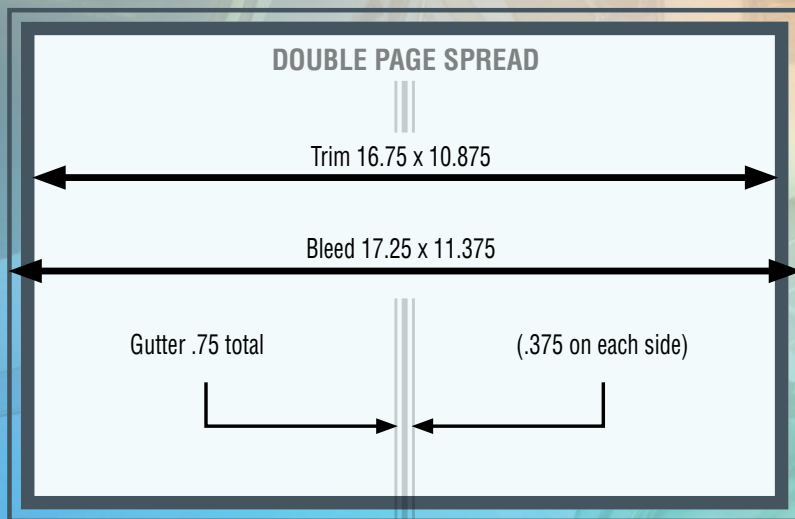 DOUBLE PAGE SPREAD
Trim 16.75 x 10.875
Bleed 17.25 x 11.375
Gutter .75 total
(.375 on each side)